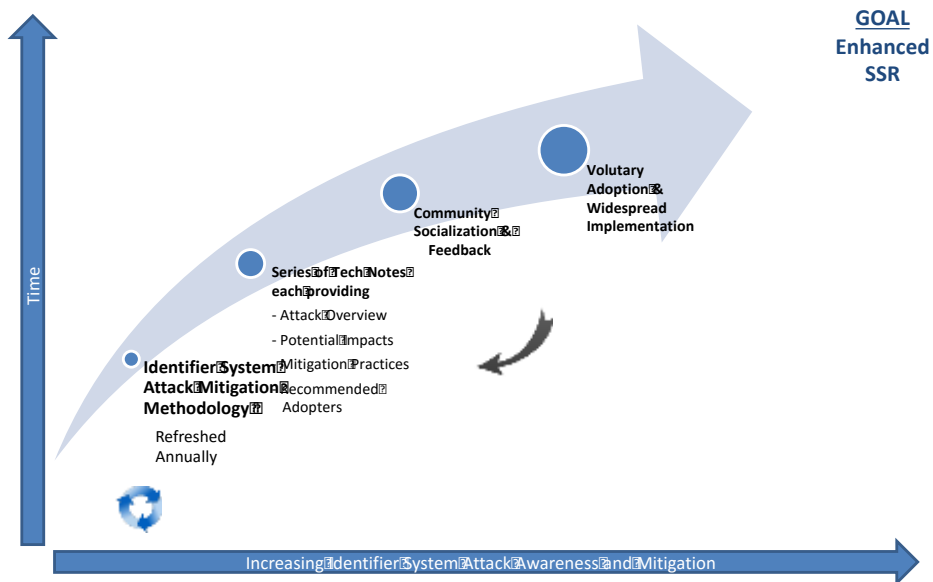 GOAL
Enhanced
SSR
Volutary
Adoption &
Widespread
Implementation
Community
Socialization &
Feedback
Series of Tech Notes
each providing
- Attack Overview
- Potential Impacts
- Mitigation Practices
- Recommended
Adopters
Identifier System
Attack Mitigation
Methodology
Refreshed
Annually
Time
Increasing Identifier System Attack Awareness and Mitigation